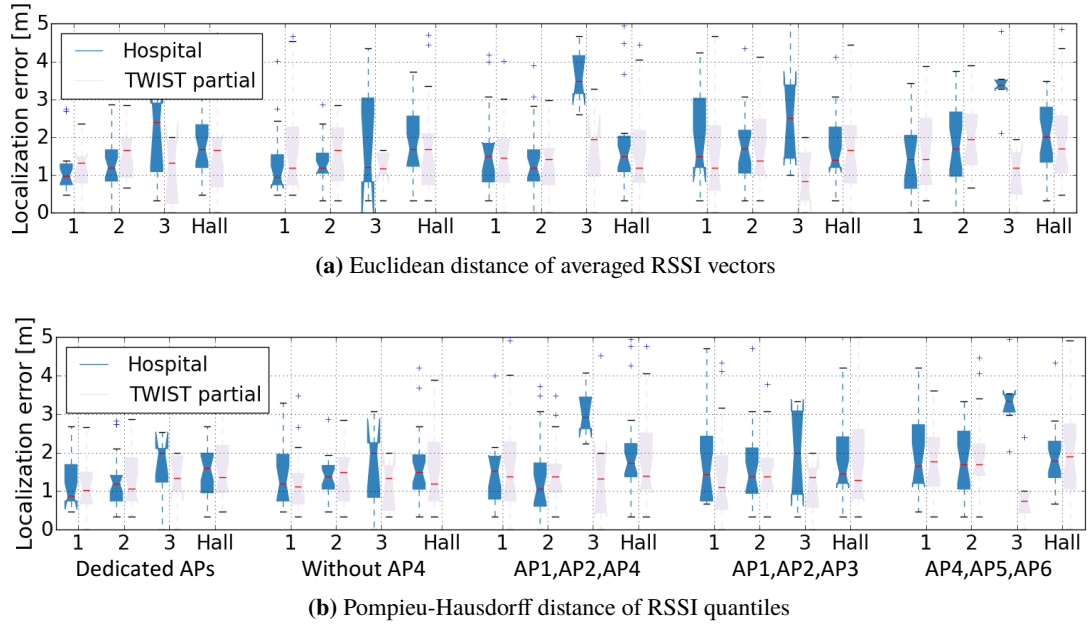 Localization error [m]
5
4
3
2
1
0
Hospital
TWIST partial
1 2 3 Hall 1 2 3 Hall 1 2 3 Hall 1 2 3 Hall 1 2 3 Hall
(a) Euclidean distance of averaged RSSI vectors
Localization error [m]
5
4
3
2
1
0
Hospital
TWIST partial
1 2 3 Hall 1 2 3 Hall 1 2 3 Hall 1 2 3 Hall 1 2 3 Hall
Dedicated APs Without AP4 AP1,AP2,AP4 AP1,AP2,AP3 AP4,AP5,AP6
(b) Pompieu-Hausdorff distance of RSSI quantiles